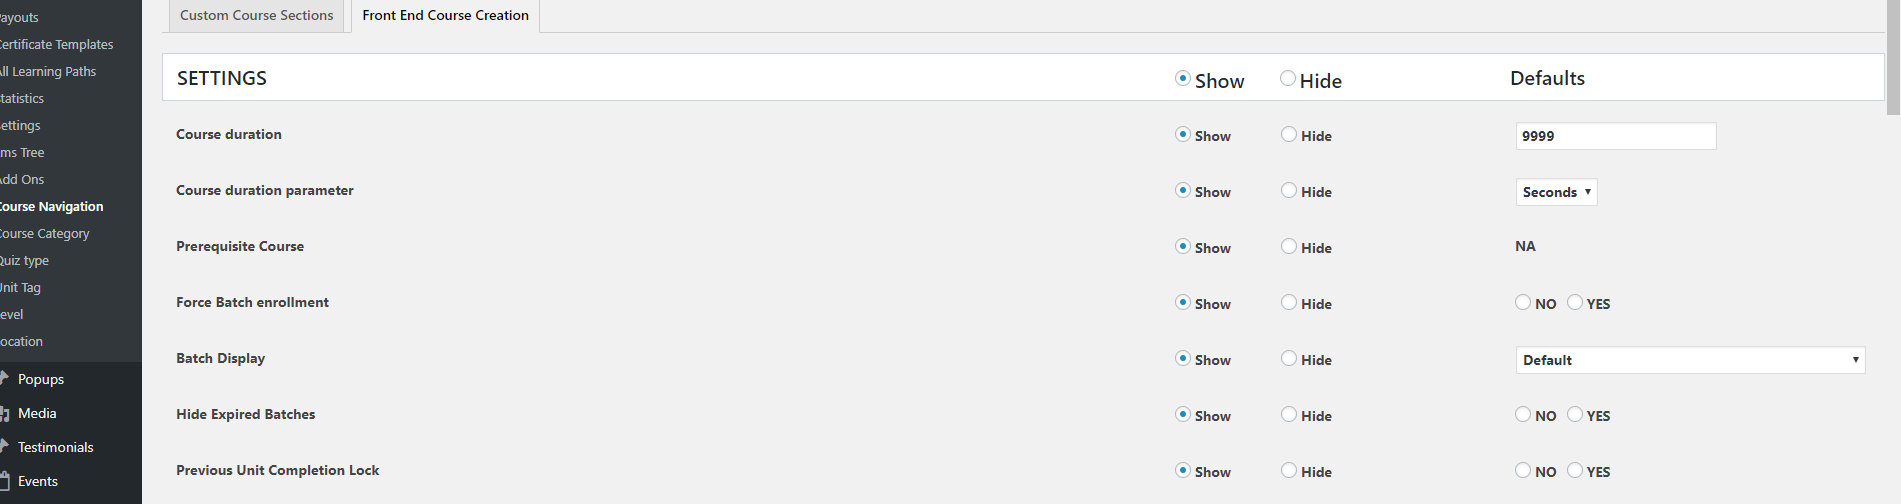 ayouts
ertificate Templates
ll Learning Paths
tatistics
ettings
ms Tree
dd Ons
ourse Navigation
ourse Category
uiz type
nit Tag
evel
ocation
Popups
Media
Testimonials
Events
Custom Course Sections
Front End Course Creation
SETTINGS Show Hide Defaults
Course duration Show Hide 9999
Course duration parameter Show Hide Seconds
Prerequisite Course Show Hide NA
Force Batch enrollment Show Hide NO YES
Batch Display Show Hide Default
Hide Expired Batches Show Hide NO YES
Previous Unit Completion Lock Show Hide NO YES